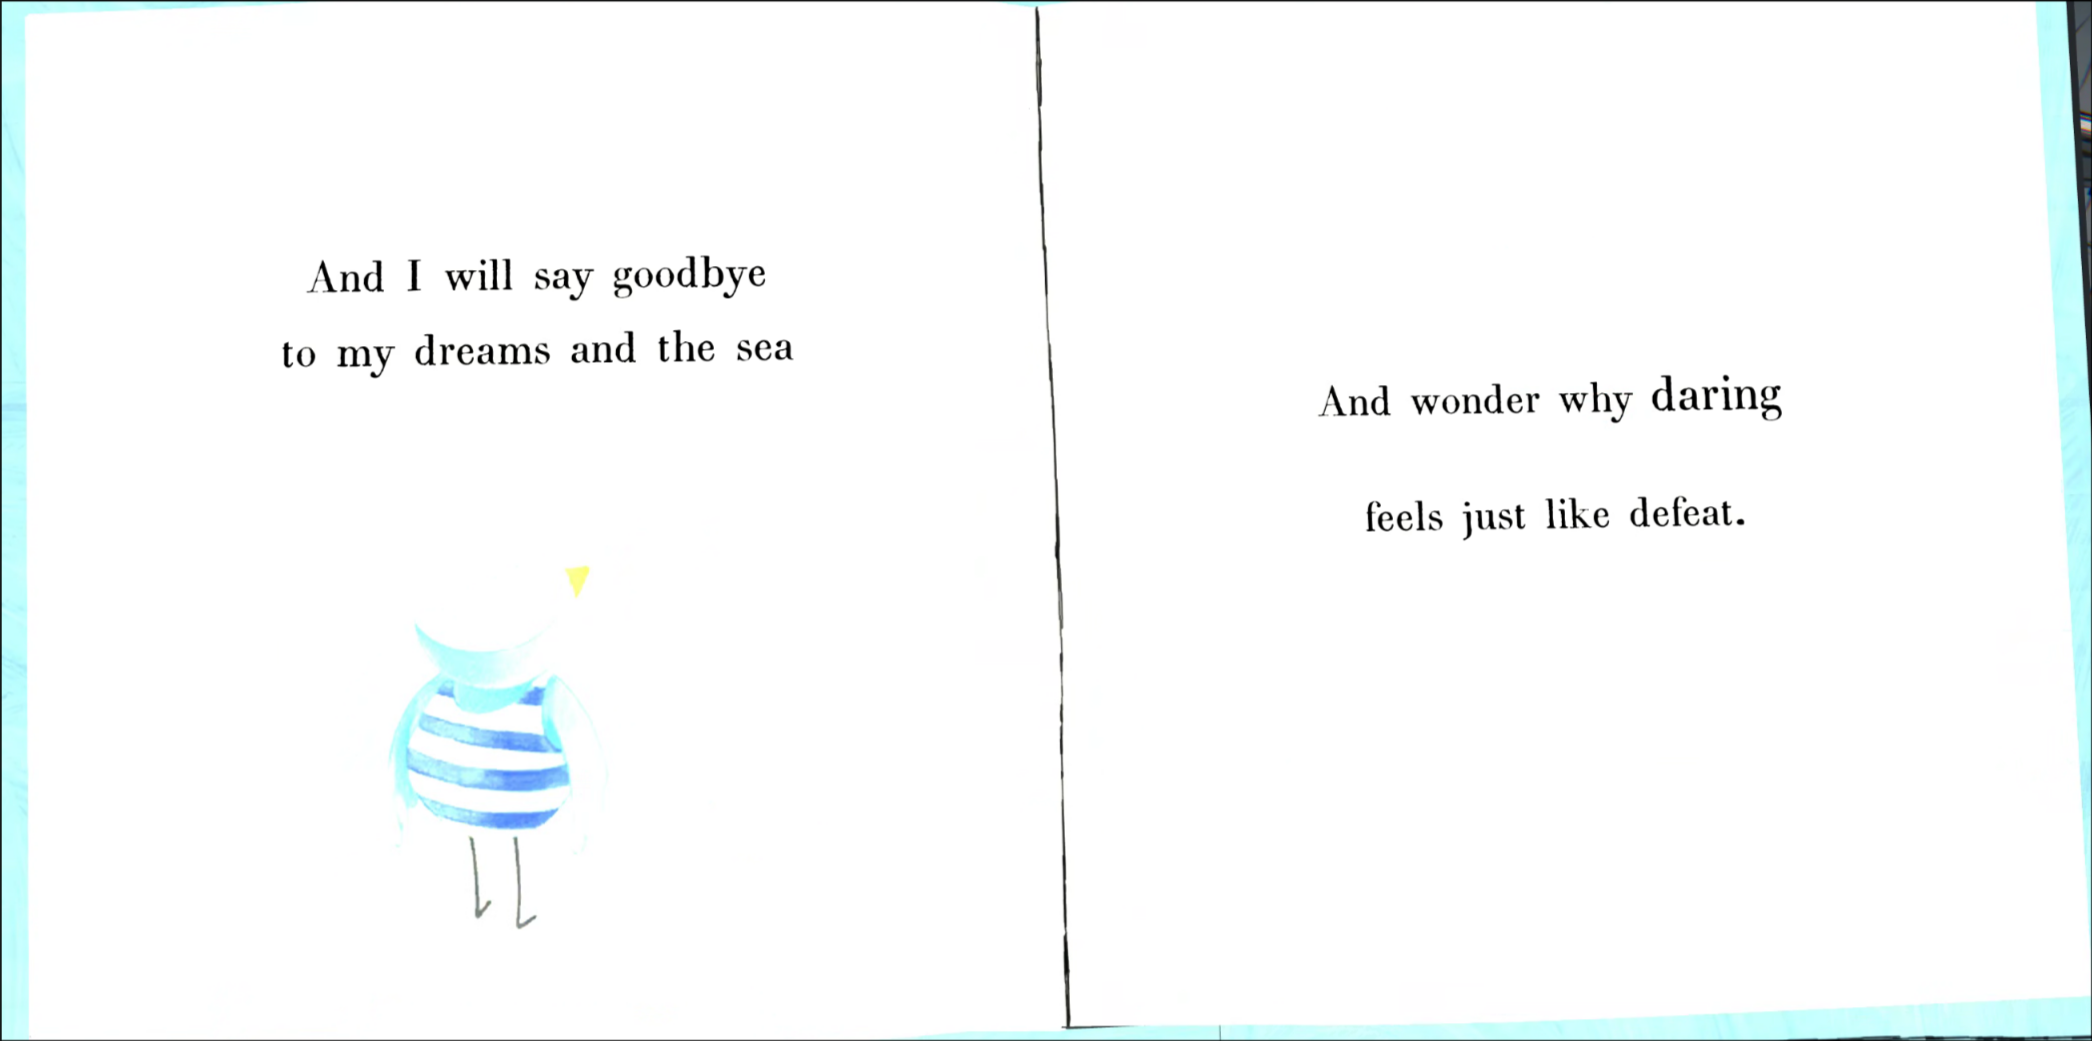 And I will say goodbye
to my dreams and the sea
And wonder why daring
feels just like defeat.